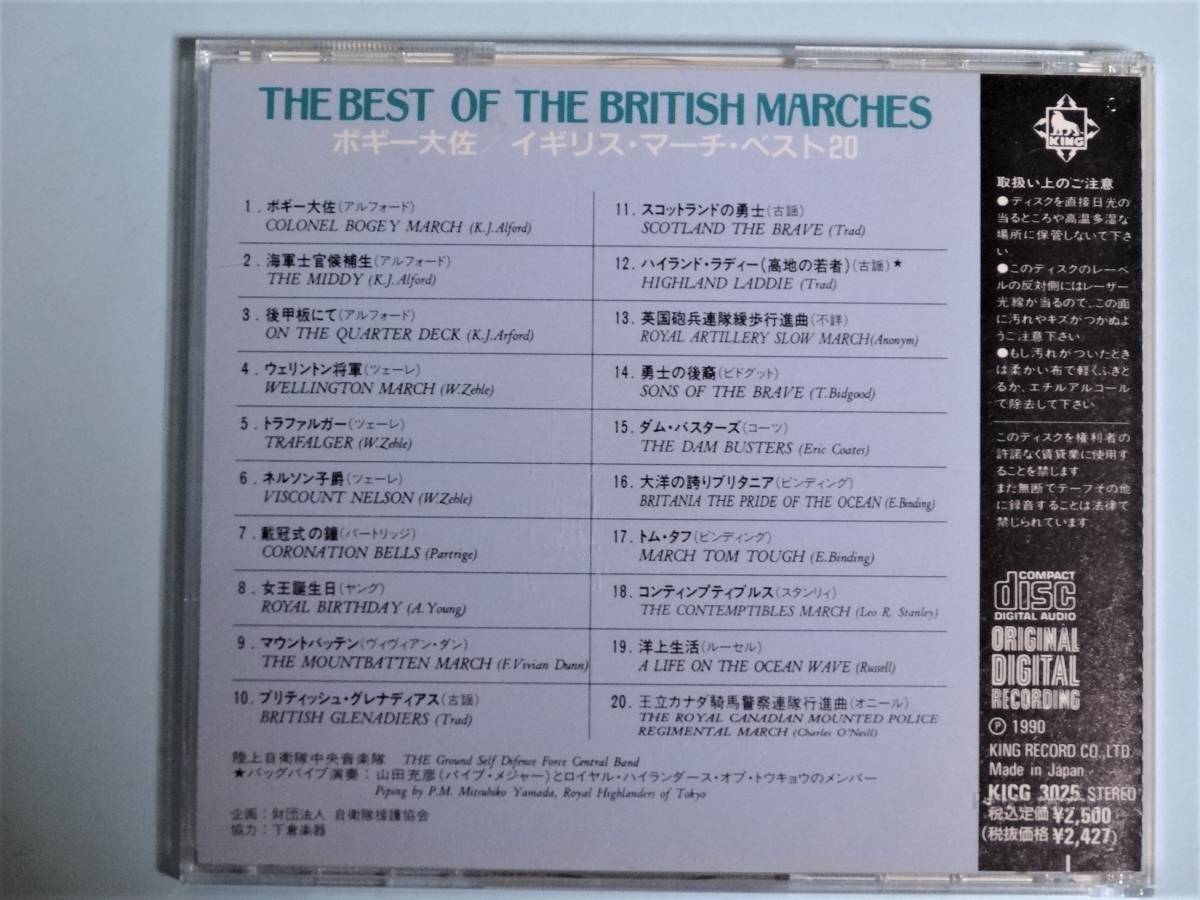 THE BEST OF THE BRITISH MARCHES
ボギー大佐 イギリス・マーチ・ベスト20
1. ボギー大佐(アルフォード)
COLONEL BOGEY MARCH (K.J.Alford)
2. 海軍士官候補生(アルフォード)
THE MIDDY (K.J.Alford)
3. 後甲板にて(アルフォード)
ON THE QUARTER DECK (K.J.Arford)
4. ウェリントン将軍(ツェーレ)
WELLINGTON MARCH (W.Zehle)
5. トラファルガー(ツェーレ)
TRAFALGER (W.Zehle)
6. ネルソン子爵(ツェーレ)
VISCOUNT NELSON (W.Zehle)
7. 戴冠式の鐘(パートリッジ)
CORONATION BELLS (Partrige)
8. 女王誕生日(ヤング)
ROYAL BIRTHDAY (A.Young)
9. マウントバッテン(ヴィヴィアン・ダン)
THE MOUNTBATTEN MARCH (F.Vivian Dunn)
10. ブリティッシュ・グレナディアス(古謡)
BRITISH GLENADIERS (Trad)
11. スコットランドの勇士(古謡)
SCOTLAND THE BRAVE (Trad)
12. ハイランド・ラディー(高地の若者)(古謡)★
HIGHLAND LADDIE (Trad)
13. 英国砲兵連隊緩歩行進曲(不詳)
ROYAL ARTILLERY SLOW MARCH(Anonym)
14. 勇士の後裔(ビドグット)
SONS OF THE BRAVE (T.Bidgood)
15. ダム・バスターズ(コーツ)
THE DAM BUSTERS (Eric Coates)
16. 大洋の誇りブリタニア(ビンディング)
BRITANIA THE PRIDE OF THE OCEAN (E.Binding)
17. トム・タフ(ビンディング)
MARCH TOM TOUGH (E.Binding)
18. コンティンプティブルス(スタンリィ)
THE CONTEMPTIBLES MARCH (Leo R. Stanley)
19. 洋上生活(ルーセル)
A LIFE ON THE OCEAN WAVE (Russell)
20. 王立カナダ騎馬警察連隊行進曲(オニール)
THE ROYAL CANADIAN MOUNTED POLICE
REGIMENTAL MARCH (Charles O'Neill)
陸上自衛隊中央音楽隊 THE Ground Self Difence Force Central Band
★バッグパイプ演奏:山田充彦(パイプ・メジャー)とロイヤル・ハイランダース・オブ・トウキョウのメンバー
Piping by P.M. Mitsuhiko Yamada, Royal Highlanders of Tokyo
企画:財団法人 自衛隊援護協会
協力:下倉楽器
KING
取扱い上のご注意
●ディスクを直接日光の
当るところや高温多湿な
場所に保管しないで下さ
い
●このディスクのレーベ
ルの反対側にはレーザー
光線が当るので、この面
に汚れやキズがつかぬよ
うご注意下さい
●もし汚れがついたとき
は柔かい布で軽くふきと
るか、エチルアルコール
で除去して下さい
このディスクを権利者の
許諾なく賃貸業に使用す
ることを禁じます
また無断でテープその他
に録音することは法律で
禁じられています
COMPACT
disc
DIGITAL AUDIO
ORIGINAL
DIGITAL
RECORDING
Ⓟ 1990
KING RECORD CO., LTD.
Made in Japan
KICG 3025 STEREO
税込定価 ¥2,500
(税抜価格 ¥2,427)